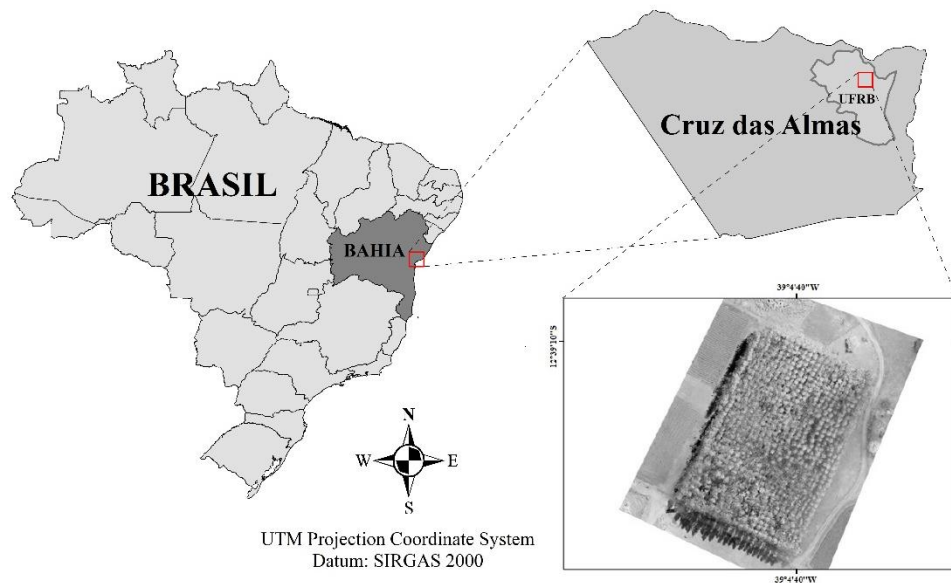 BRASIL
BAHIA
Cruz das Almas
UFRB
39°4'40"W
12°39'10"S
39°4'40"W
N
W
E
S
UTM Projection Coordinate System
Datum: SIRGAS 2000